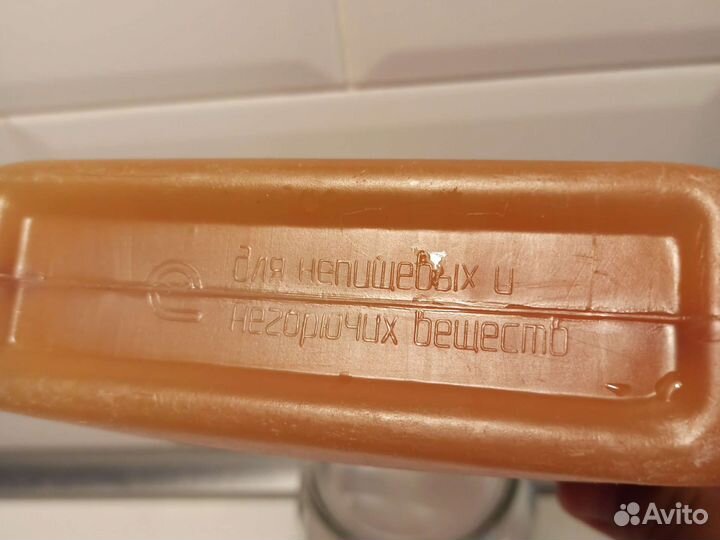 для непищевых и
негорючих веществ
Avito